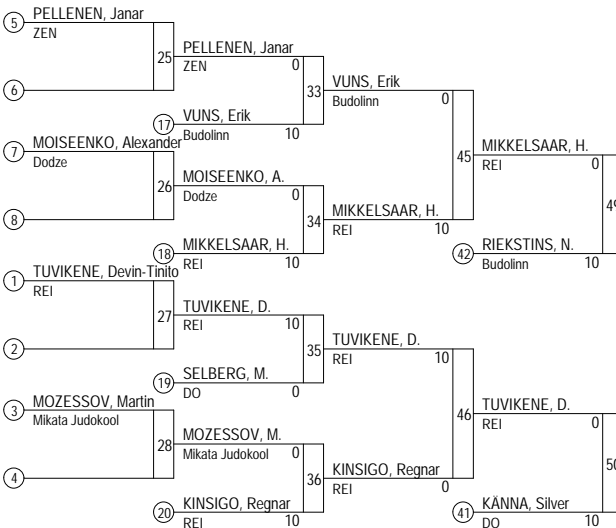 5 PELLENEN, Janar
ZEN
25
6
PELLENEN, Janar
ZEN 0
33
17 VUNS, Erik
Budolinn 10
7 MOISEENKO, Alexander
Dodze
26
8
MOISEENKO, A.
Dodze 0
34
18 MIKKELSAAR, H.
REI 10
VUNS, Erik
Budolinn 0
45
MIKKELSAAR, H.
REI 10
MIKKELSAAR, H.
REI 0
49
42 RIEKSTINS, N.
Budolinn 10
1 TUVIKENE, Devin-Tinito
REI
27
2
TUVIKENE, D.
REI 10
35
19 SELBERG, M.
DO 0
3 MOZESSOV, Martin
Mikata Judokool
28
4
MOZESSOV, M.
Mikata Judokool 0
36
20 KINSIGO, Regnar
REI 10
TUVIKENE, D.
REI 10
46
KINSIGO, Regnar
REI 0
TUVIKENE, D.
REI 0
50
41 KÄNNA, Silver
DO 10